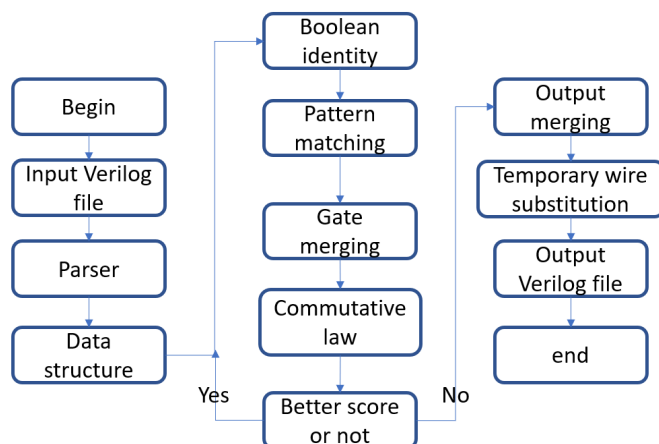 Begin
Input Verilog
file
Parser
Data
structure
Boolean
identity
Pattern
matching
Gate
merging
Commutative
law
Yes
Better score
or not
No
Output
merging
Temporary wire
substitution
Output
Verilog file
end